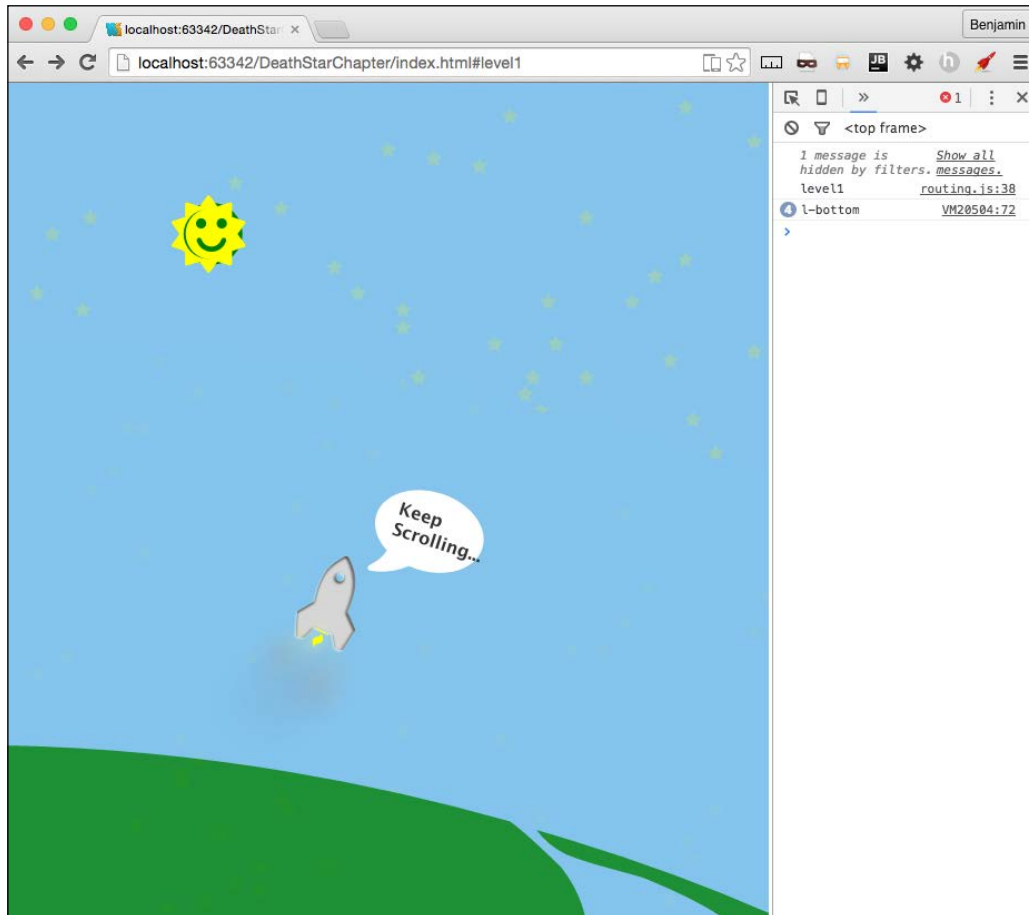 localhost:63342/DeathStar
Benjamin
localhost:63342/DeathStarChapter/index.html#level1
JB
h
1
<top frame>
1 message is hidden by filters. Show all messages.
level1 routing.js:38
4 l-bottom VM20504:72
Keep
Scrolling...